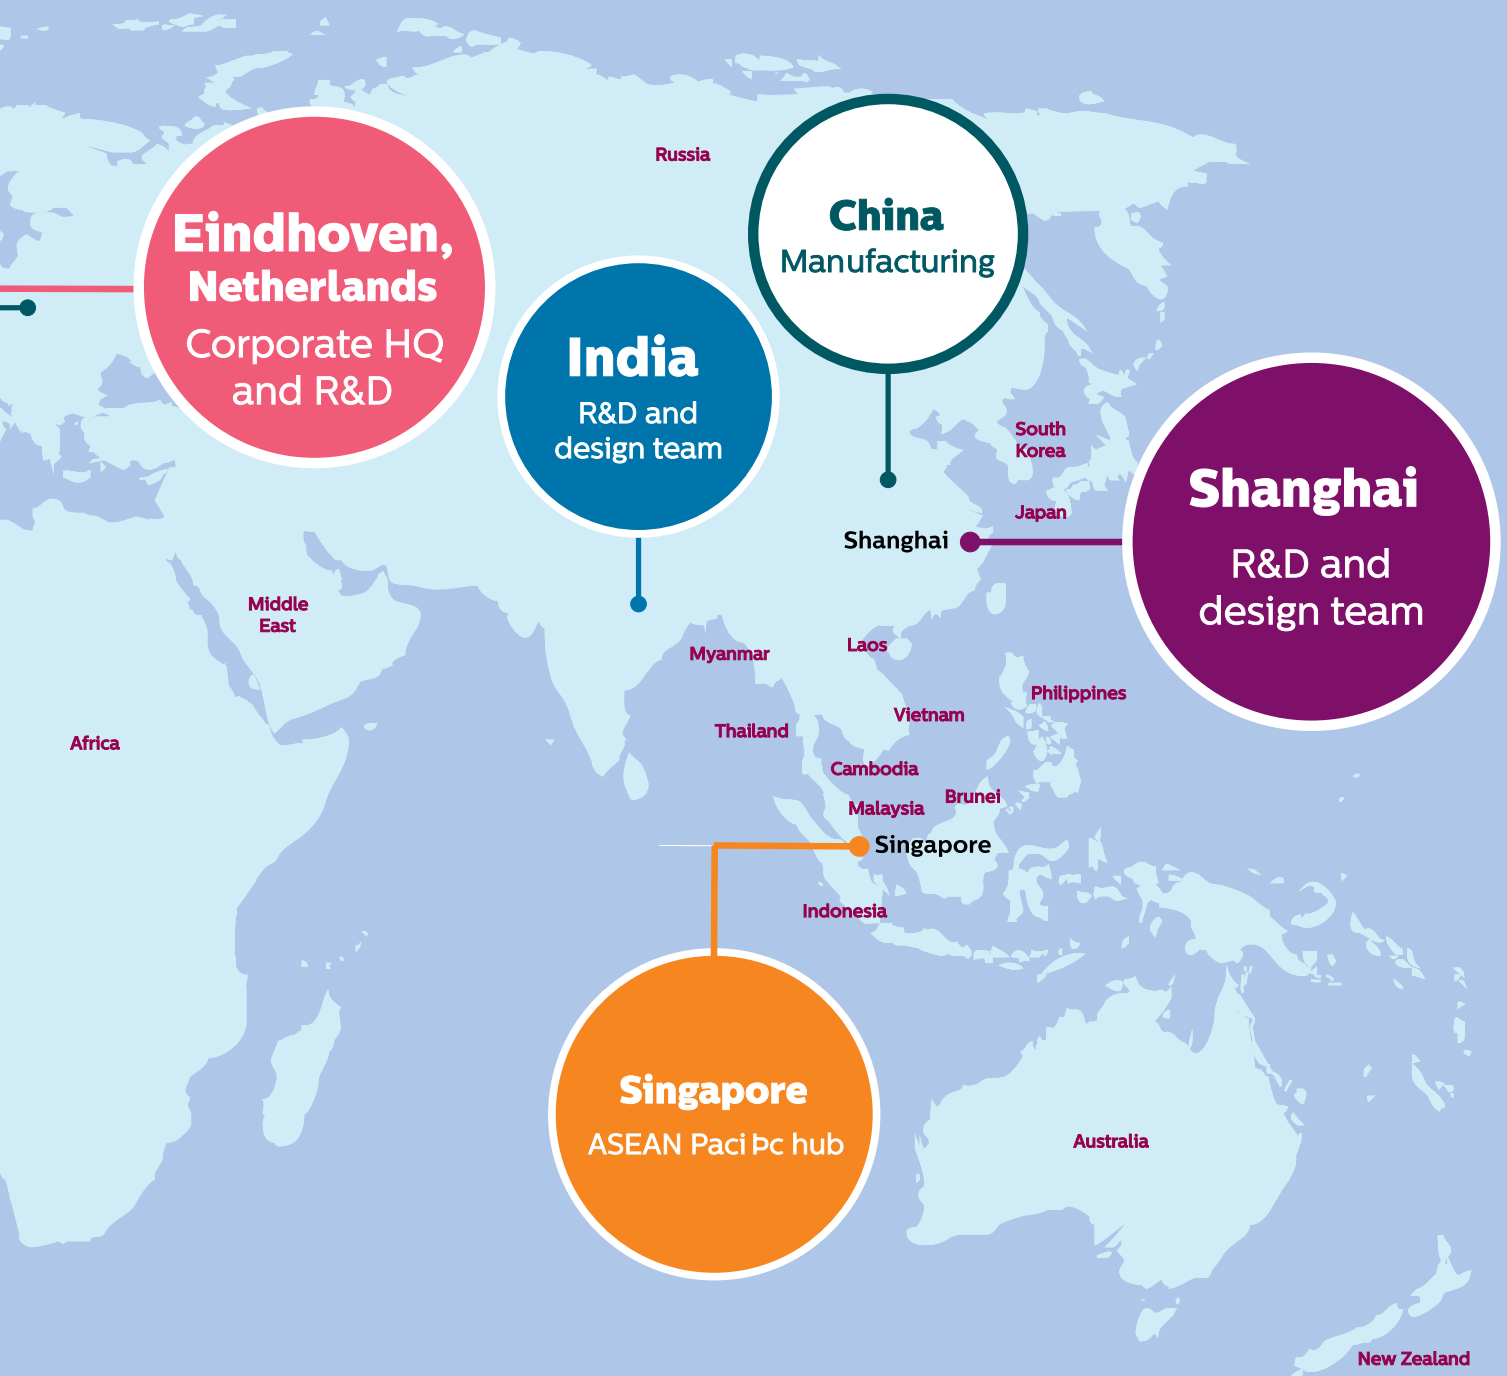 Russia
China
Manufacturing
Eindhoven,
Netherlands
Corporate HQ
and R&D
India
R&D and
design team
South
Korea
Japan
Shanghai
Shanghai
R&D and
design team
Middle
East
Myanmar
Laos
Philippines
Vietnam
Thailand
Africa
Cambodia
Brunei
Malaysia
Singapore
Indonesia
Singapore
ASEAN Paci Þc hub
Australia
New Zealand